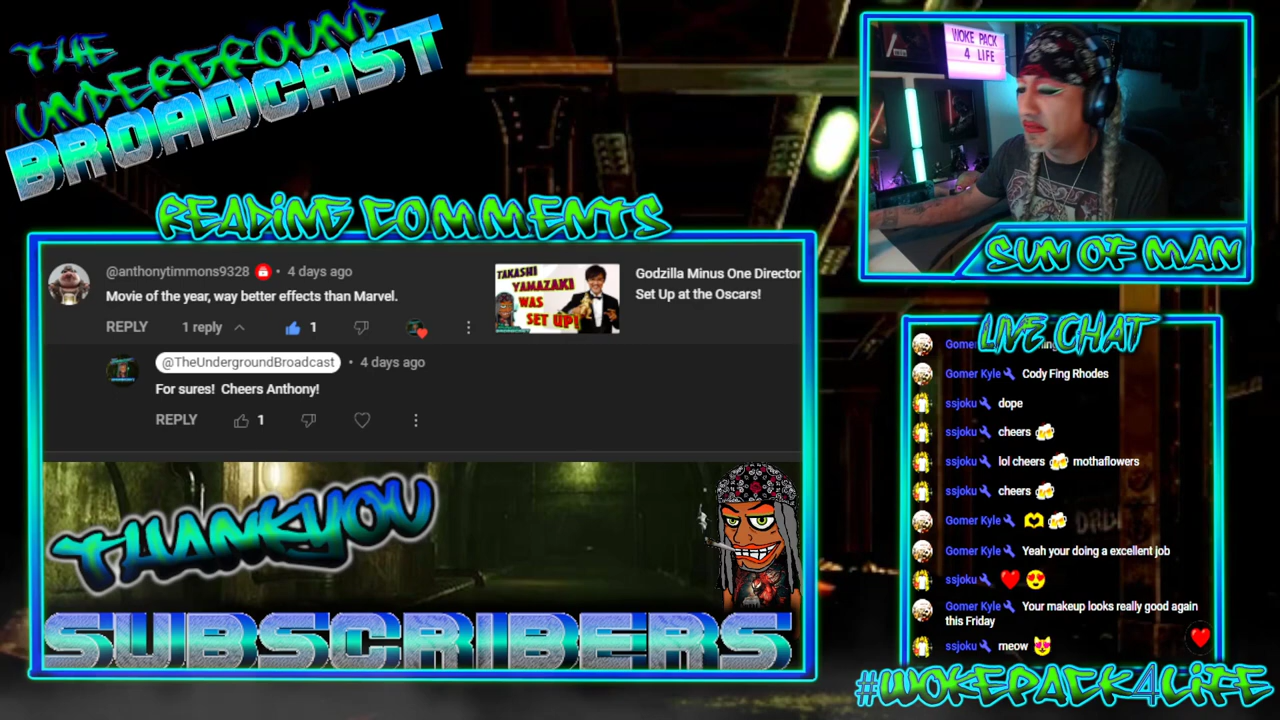 THE
UNDERGROUND
BROADCAST
WOKE PACK
4 LIFE
READING COMMENTS
SUN OF MAN
@anthonytimmons9328 • 4 days ago
Movie of the year, way better effects than Marvel.
REPLY 1 reply 1
TAKASHI
YAMAZAKI
WAS
SET UP!
Godzilla Minus One Director
Set Up at the Oscars!
@TheUndergroundBroadcast • 4 days ago
For sures! Cheers Anthony!
REPLY 1
THANKYOU
SUBSCRIBERS
LIVE CHAT
Gomer
Gomer Kyle Cody Fing Rhodes
ssjoku dope
ssjoku cheers 🍻
ssjoku lol cheers 🍻 mothaflowers
ssjoku cheers 🍻
Gomer Kyle 🫶 🍻
Gomer Kyle Yeah your doing a excellent job
ssjoku ❤️ 😍
Gomer Kyle Your makeup looks really good again
this Friday
ssjoku meow 😻
#WOKEPACK4LIFE